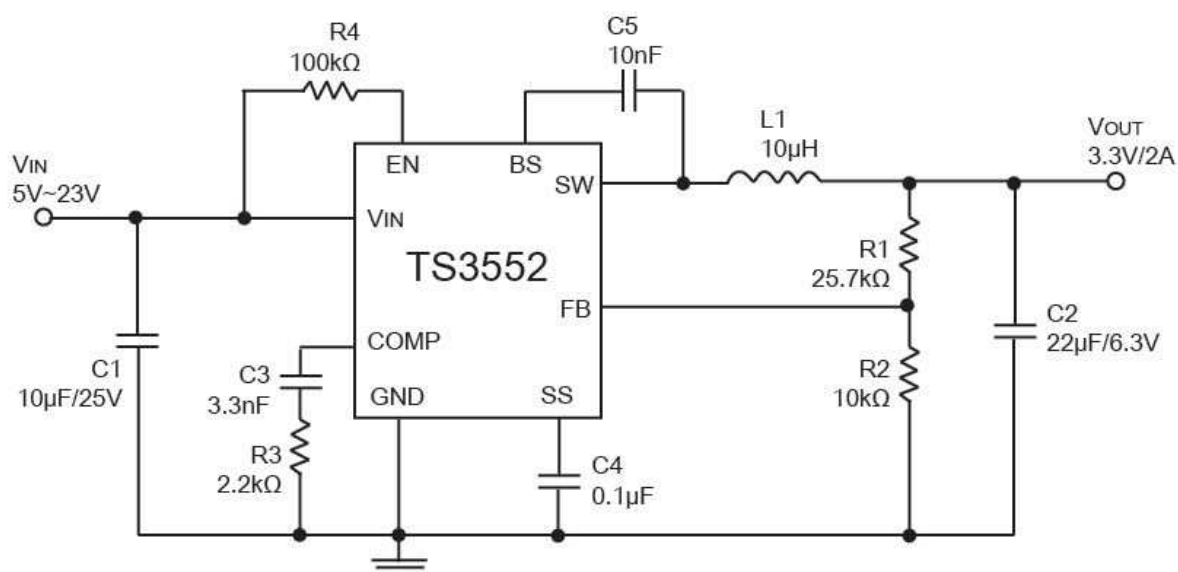 R4
100kΩ
C5
10nF
L1
10µH
VOUT
3.3V/2A
VIN
5V~23V
EN
BS
SW
VIN
TS3552
R1
25.7kΩ
FB
COMP
C2
22µF/6.3V
C1
10µF/25V
C3
3.3nF
GND
SS
R2
10kΩ
R3
2.2kΩ
C4
0.1µF